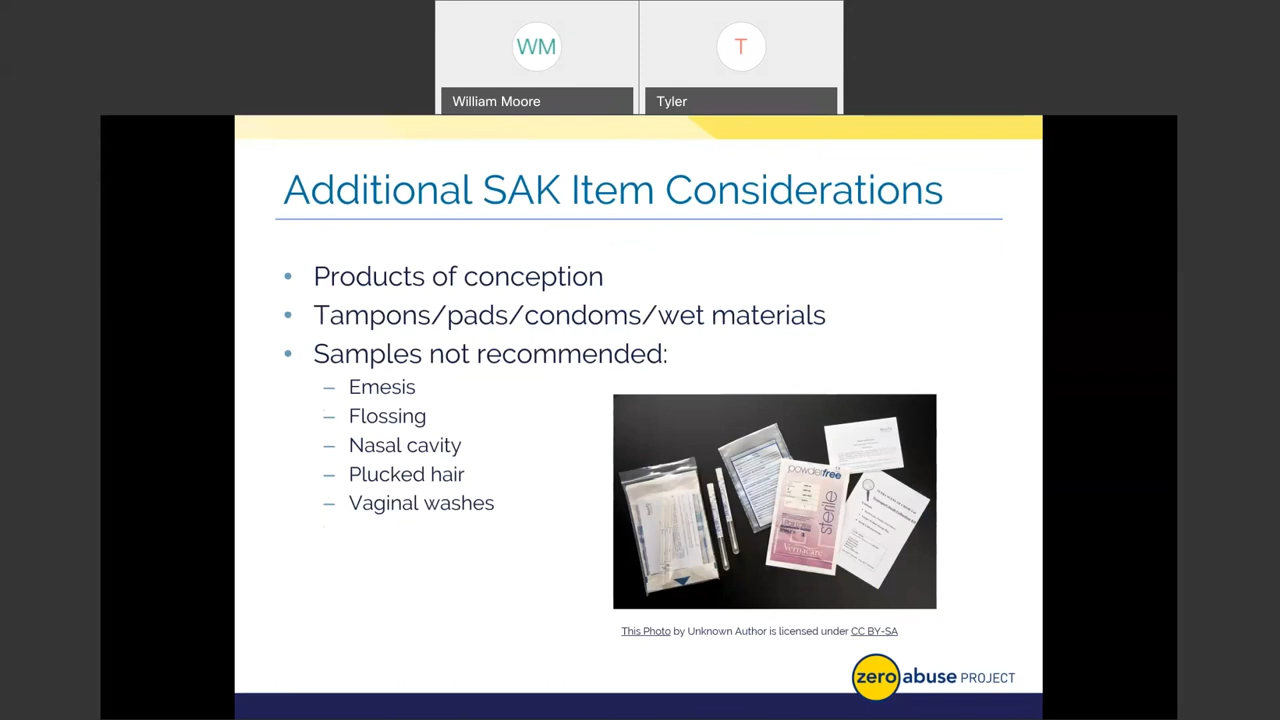 WM
T
William Moore
Tyler
Additional SAK Item Considerations
• Products of conception
• Tampons/pads/condoms/wet materials
• Samples not recommended:
– Emesis
– Flossing
– Nasal cavity
– Plucked hair
– Vaginal washes
powderfree
sterile
Vernacare
This Photo by Unknown Author is licensed under CC BY-SA
zero abuse PROJECT